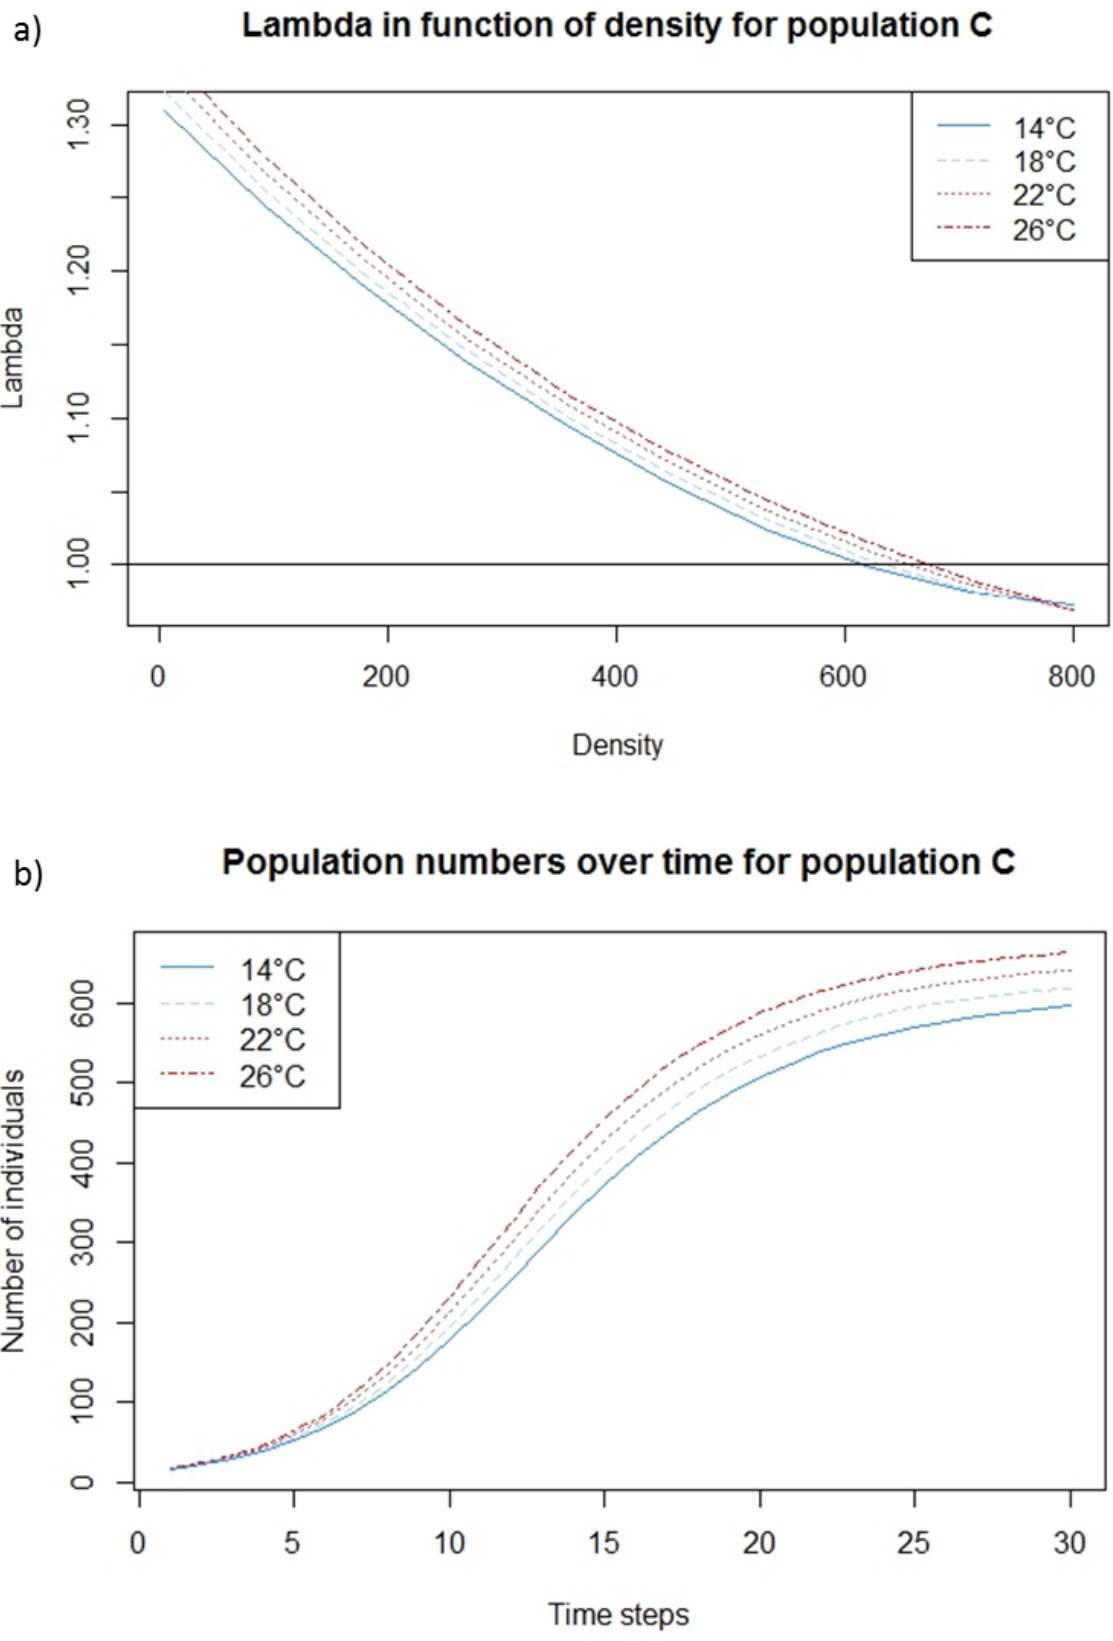 a)
Lambda in function of density for population C
14°C
18°C
22°C
26°C
1.30
1.20
1.10
1.00
Lambda
0 200 400 600 800
Density
b)
Population numbers over time for population C
14°C
18°C
22°C
26°C
600
500
400
300
200
100
0
Number of individuals
0 5 10 15 20 25 30
Time steps